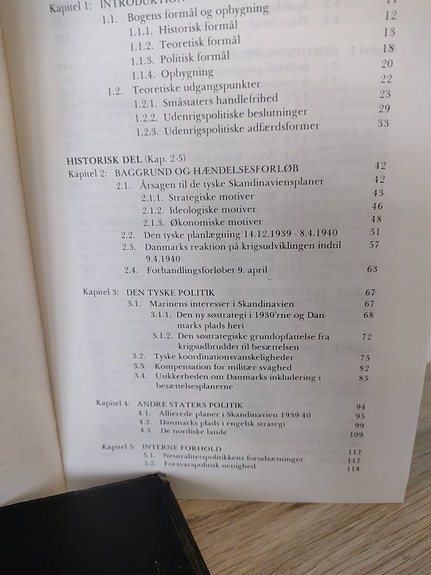 Kapitel 1: INTRODUKTION
1.1. Bogens formål og opbygning 11
1.1.1. Historisk formål 12
1.1.2. Teoretisk formål 13
1.1.3. Politisk formål 18
1.1.4. Opbygning 20
1.2. Teoretiske udgangspunkter 22
1.2.1. Småstaters handlefrihed 23
1.2.2. Udenrigspolitiske beslutninger 29
1.2.3. Udenrigspolitiske adfærdsformer 33
HISTORISK DEL (Kap. 2-5)
Kapitel 2: BAGGRUND OG HÆNDELSESFORLØB 42
2.1. Årsagen til de tyske Skandinaviensplaner 42
2.1.1. Strategiske motiver 43
2.1.2. Ideologiske motiver 46
2.1.3. Økonomiske motiver 48
2.2. Den tyske planlægning 14.12.1939 - 8.4.1940 51
2.3. Danmarks reaktion på krigsudviklingen indtil 57
9.4.1940
2.4. Forhandlingsforløbet 9. april 63
Kapitel 3: DEN TYSKE POLITIK 67
3.1. Marinens interesser i Skandinavien 67
3.1.1. Den ny søstrategi i 1930'rne og Dan- 68
marks plads heri
3.1.2. Den søstrategiske grundopfattelse fra 72
krigsudbruddet til besættelsen
3.2. Tyske koordinationsvanskeligheder 75
3.3. Kompensation for militær svaghed 82
3.4. Usikkerheden om Danmarks inkludering i 85
besættelsesplanerne
Kapitel 4: ANDRE STATERS POLITIK 94
4.1. Allierede planer i Skandinavien 1939-40 95
4.2. Danmarks plads i engelsk strategi 99
4.3. De nordiske lande 109
Kapitel 5: INTERNE FORHOLD 117
5.1. Neutralitetspolitikkens forudsætninger 117
5.2. Forsvarspolitisk uenighed 118